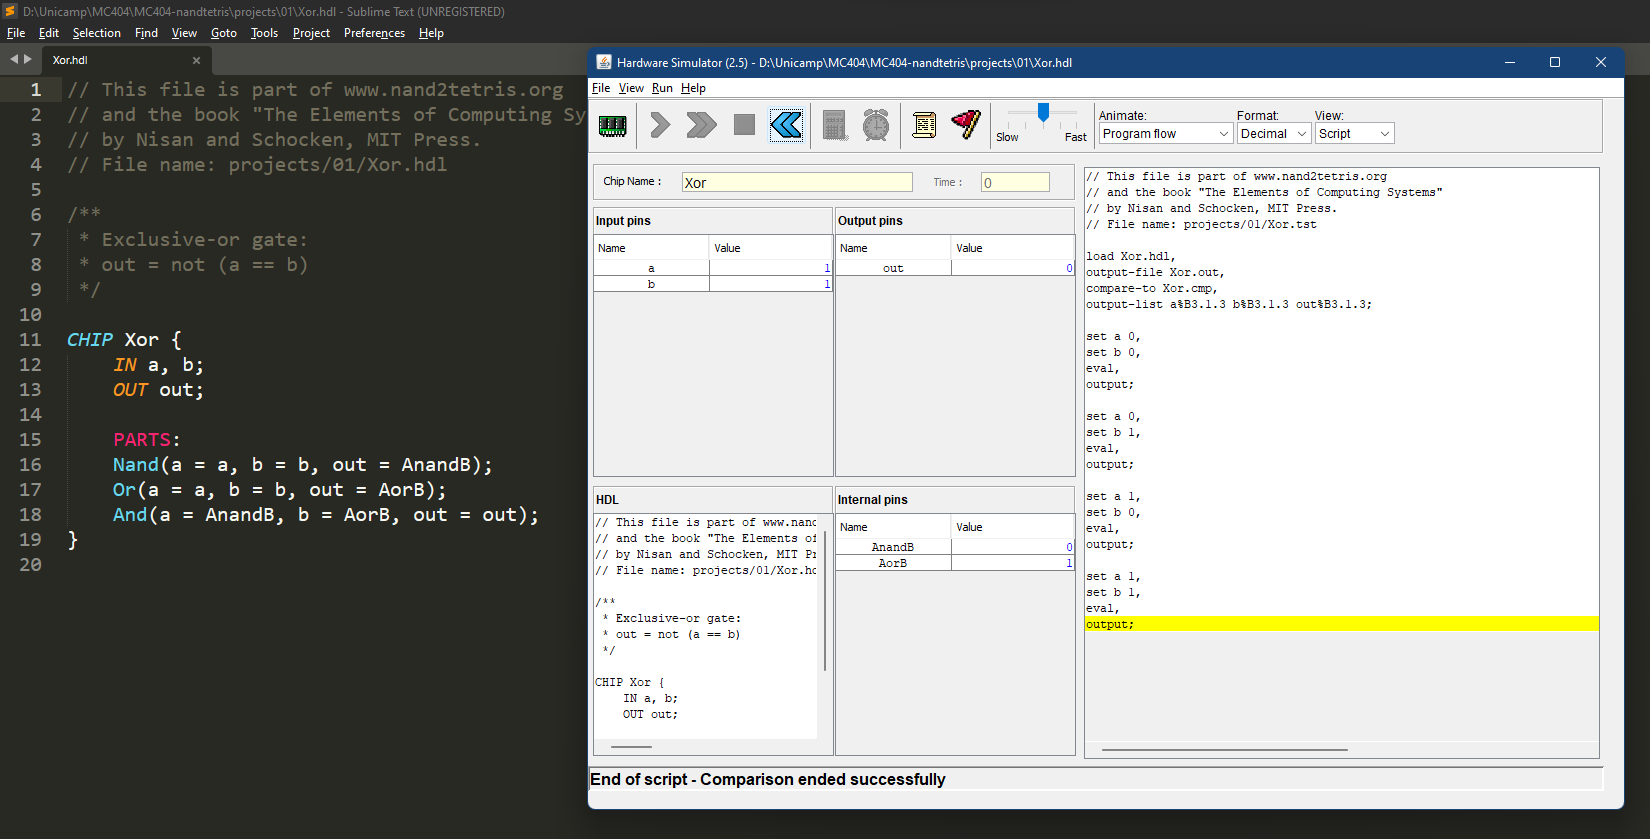 D:\Unicamp\MC404\MC404-nandtetris\projects\01\Xor.hdl - Sublime Text (UNREGISTERED)
File Edit Selection Find View Goto Tools Project Preferences Help
Xor.hdl
1 // This file is part of www.nand2tetris.org
2 // and the book "The Elements of Computing Sy
3 // by Nisan and Schocken, MIT Press.
4 // File name: projects/01/Xor.hdl
5
6 /**
7 * Exclusive-or gate:
8 * out = not (a == b)
9 */
10
11 CHIP Xor {
12 IN a, b;
13 OUT out;
14
15 PARTS:
16 Nand(a = a, b = b, out = AnandB);
17 Or(a = a, b = b, out = AorB);
18 And(a = AnandB, b = AorB, out = out);
19 }
20
Hardware Simulator (2.5) - D:\Unicamp\MC404\MC404-nandtetris\projects\01\Xor.hdl
File View Run Help
Slow Fast
Animate: Format: View:
Program flow Decimal Script
Chip Name : Xor Time : 0
Input pins
Name Value
a 1
b 1
Output pins
Name Value
out 0
HDL
// This file is part of www.nand
// and the book "The Elements of
// by Nisan and Schocken, MIT Pr
// File name: projects/01/Xor.hd
/**
* Exclusive-or gate:
* out = not (a == b)
*/
CHIP Xor {
IN a, b;
OUT out;
Internal pins
Name Value
AnandB 0
AorB 1
// This file is part of www.nand2tetris.org
// and the book "The Elements of Computing Systems"
// by Nisan and Schocken, MIT Press.
// File name: projects/01/Xor.tst
load Xor.hdl,
output-file Xor.out,
compare-to Xor.cmp,
output-list a%B3.1.3 b%B3.1.3 out%B3.1.3;
set a 0,
set b 0,
eval,
output;
set a 0,
set b 1,
eval,
output;
set a 1,
set b 0,
eval,
output;
set a 1,
set b 1,
eval,
output;
End of script - Comparison ended successfully